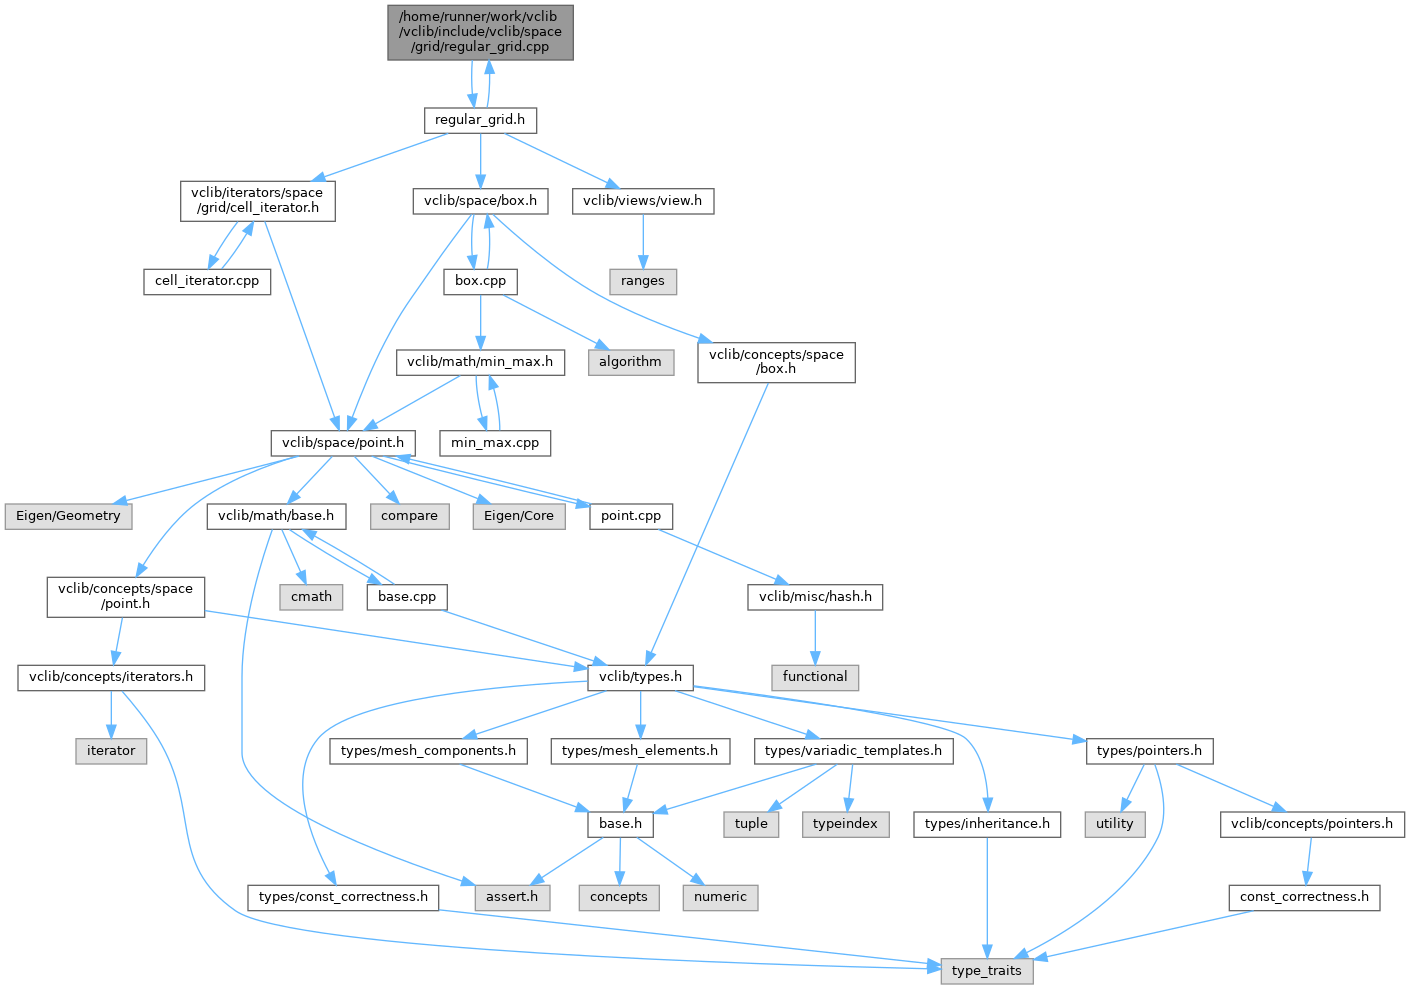 /home/runner/work/vclib
/vclib/include/vclib/space
/grid/regular_grid.cpp
regular_grid.h
vclib/iterators/space
/grid/cell_iterator.h
vclib/space/box.h
vclib/views/view.h
cell_iterator.cpp
box.cpp
ranges
vclib/math/min_max.h
algorithm
vclib/concepts/space
/box.h
vclib/space/point.h
min_max.cpp
Eigen/Geometry
vclib/math/base.h
compare
Eigen/Core
point.cpp
vclib/concepts/space
/point.h
cmath
base.cpp
vclib/misc/hash.h
vclib/concepts/iterators.h
vclib/types.h
functional
iterator
types/mesh_components.h
types/mesh_elements.h
types/variadic_templates.h
types/pointers.h
base.h
tuple
typeindex
types/inheritance.h
utility
vclib/concepts/pointers.h
types/const_correctness.h
assert.h
concepts
numeric
const_correctness.h
type_traits